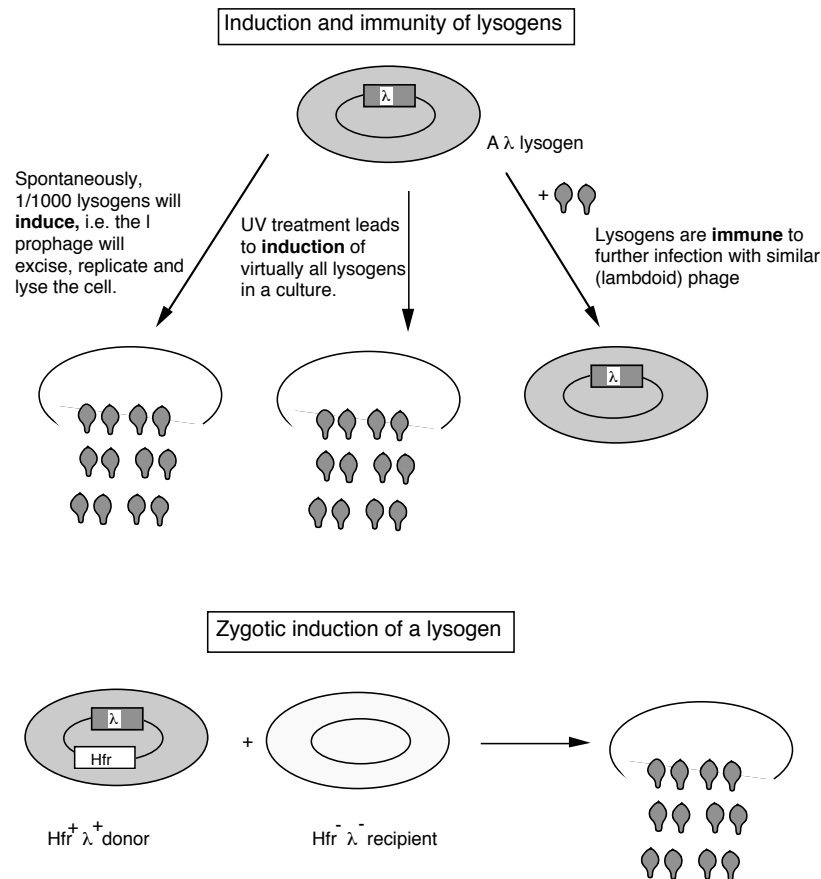 Induction and immunity of lysogens
λ
A λ lysogen
Spontaneously,
1/1000 lysogens will
induce, i.e. the l
prophage will
excise, replicate and
lyse the cell.
UV treatment leads
to induction of
virtually all lysogens
in a culture.
+
Lysogens are immune to
further infection with similar
(lambdoid) phage
λ
Zygotic induction of a lysogen
λ
Hfr
+
Hfr+ λ+ donor
Hfr- λ- recipient